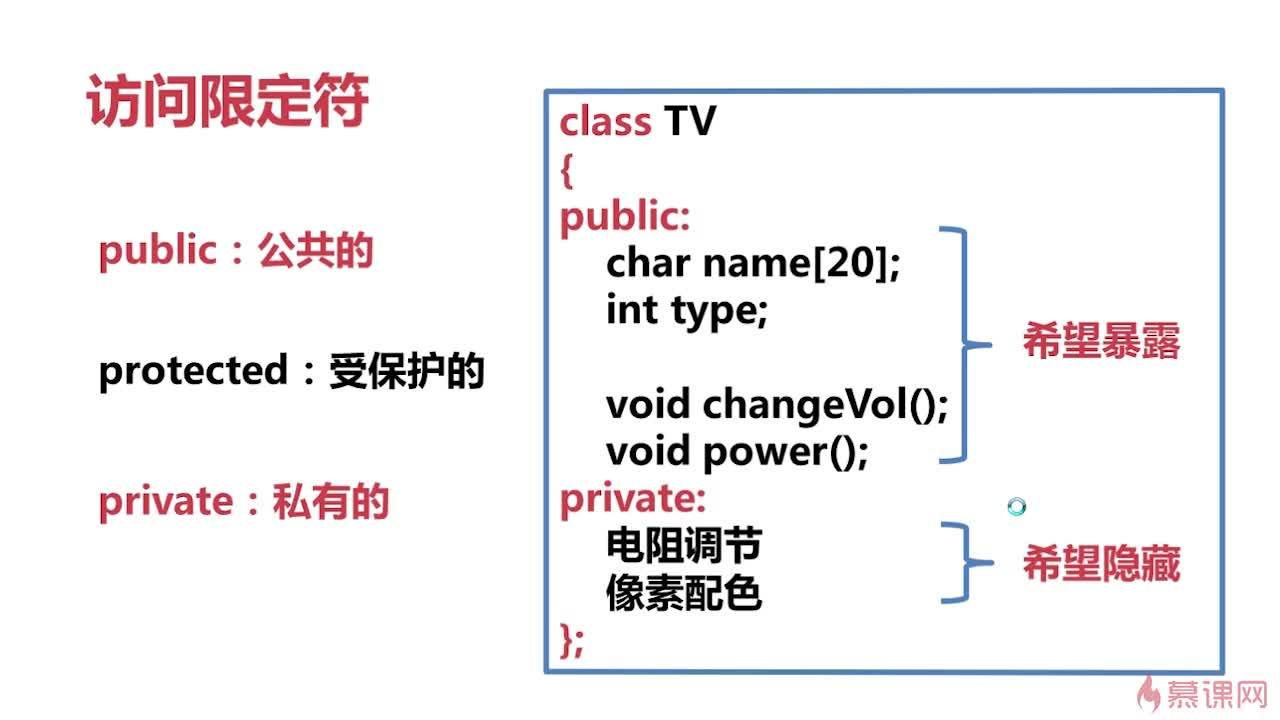 访问限定符
public：公共的
protected：受保护的
private：私有的
class TV
{
public:
char name[20];
int type;
void changeVol();
void power();
希望暴露
private:
电阻调节
像素配色
希望隐藏
};
慕课网